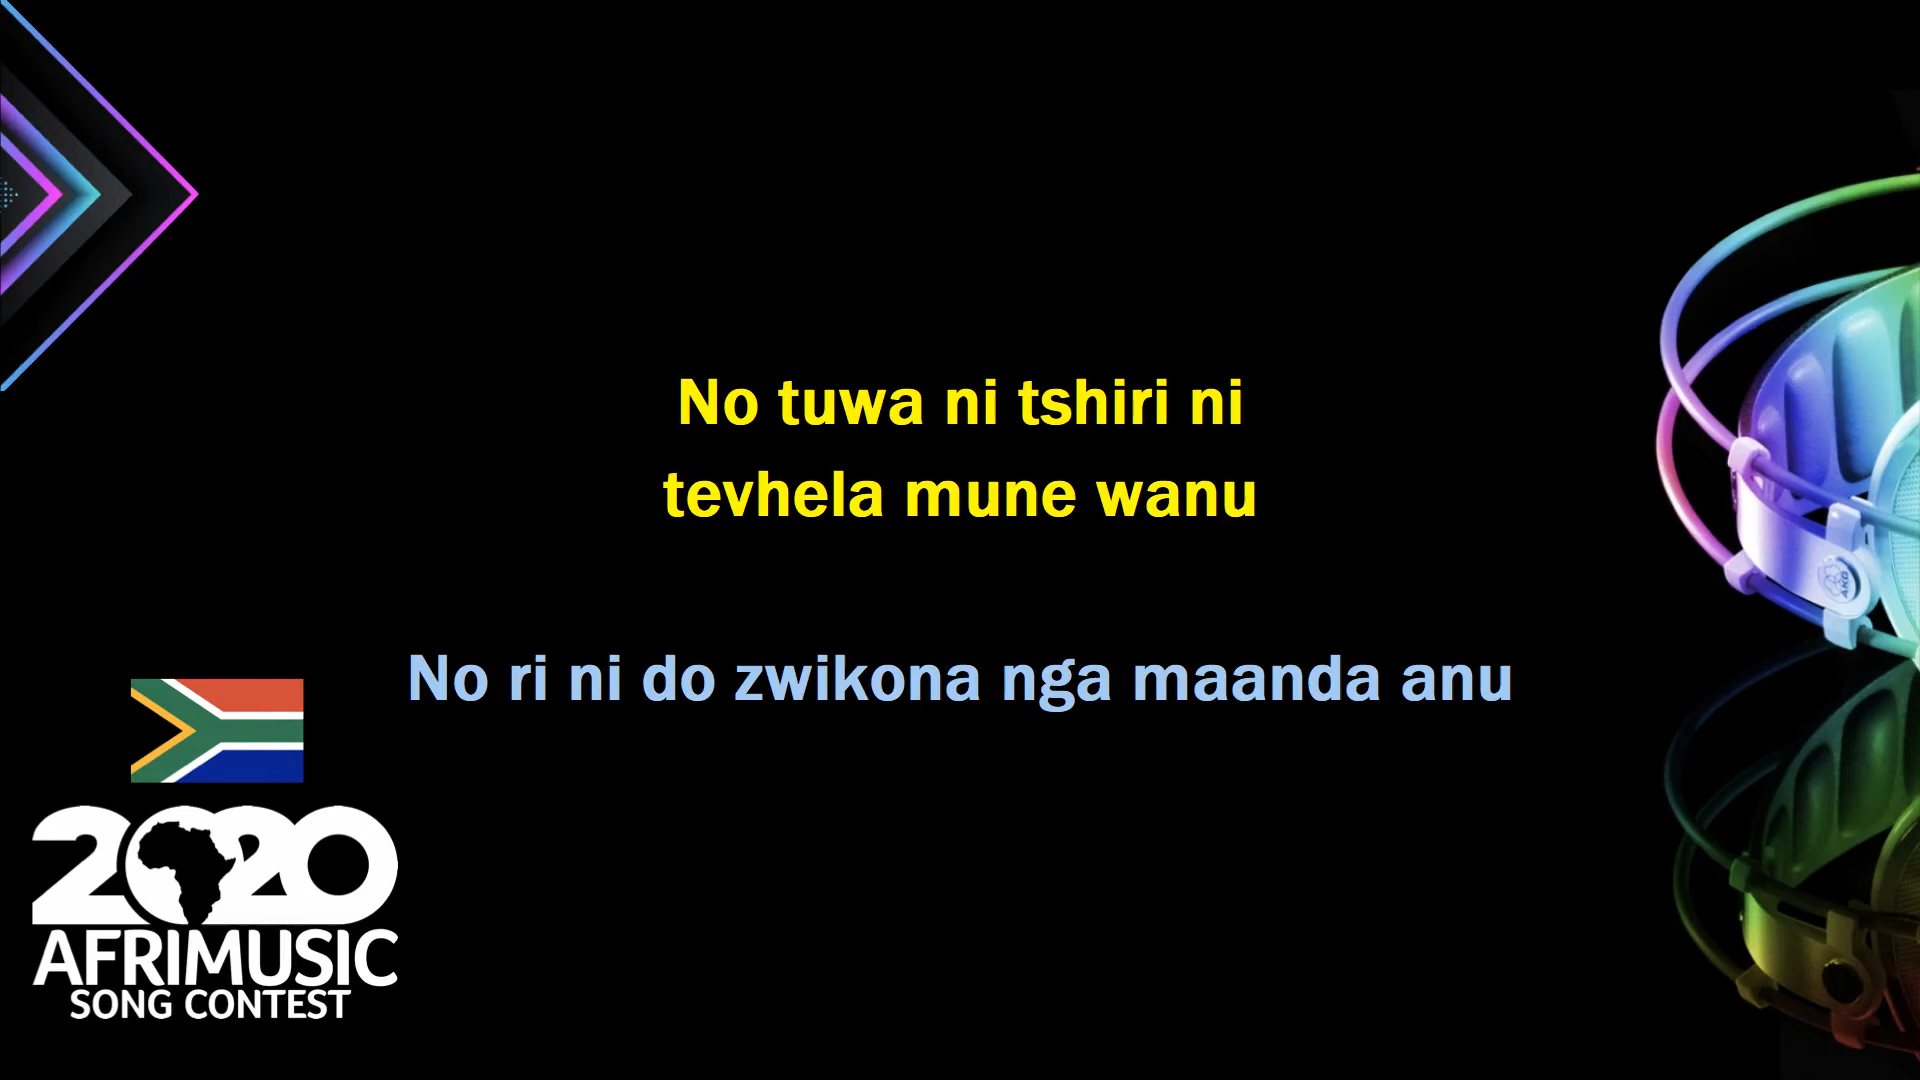 No tuwa ni tshiri ni
tevhela mune wanu
No ri ni do zwikona nga maanda anu
2020
AFRIMUSIC
SONG CONTEST
AKG